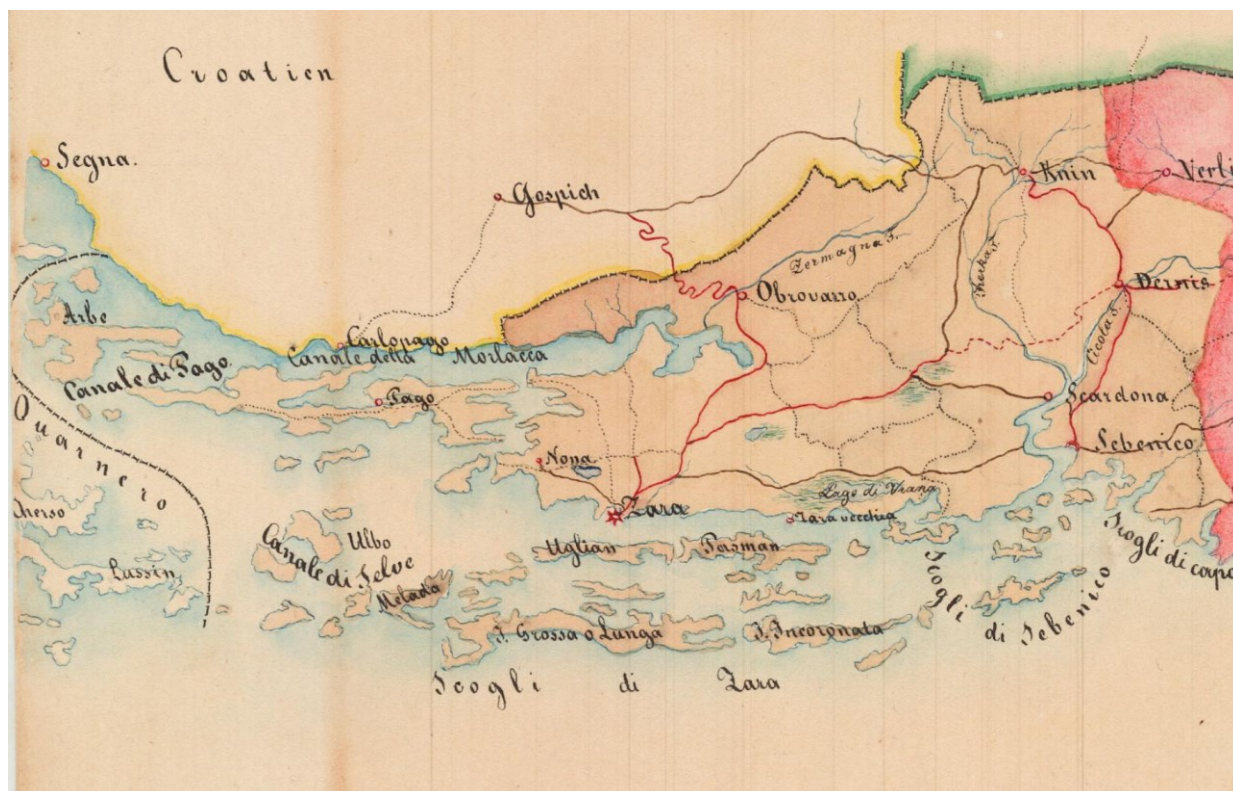 Croatien
Segna.
Gospich
Knin
Verli
Zermagna F.
Kerka F.
Obrovazzo
Dernis
Cicola F.
Arbe
Carlopago
Canale della Morlacca
Canale di Pago
Pago
Scardona
Sebenico
Quarnero
Nona
Lago di Vrana
Zara
Zara vecchia
Cherso
Ulbo
Uglian
Pasman
Canale di Selve
Lussin
Melada
I. Grossa o Lunga
I. Incoronata
Scogli di Sebenico
Scogli di capo
Scogli di Zara